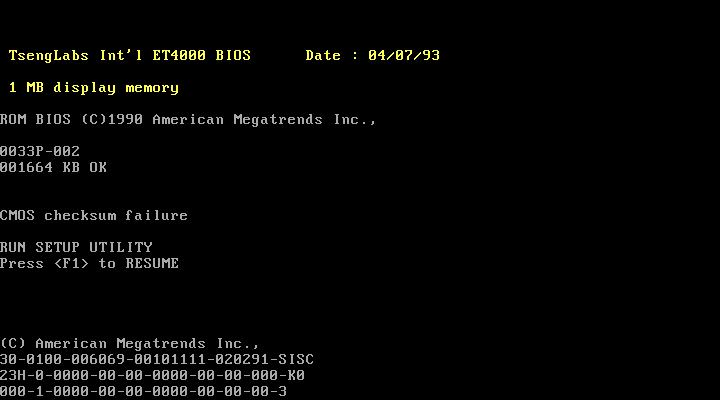 TsengLabs Int'l ET4000 BIOS      Date : 04/07/93
1 MB display memory
ROM BIOS (C)1990 American Megatrends Inc.,
0033P-002
001664 KB OK
CMOS checksum failure
RUN SETUP UTILITY
Press <F1> to RESUME
(C) American Megatrends Inc.,
30-0100-006069-00101111-020291-SISC
23H-0-0000-00-00-0000-00-00-000-K0
000-1-0000-00-00-0000-00-00-00-3